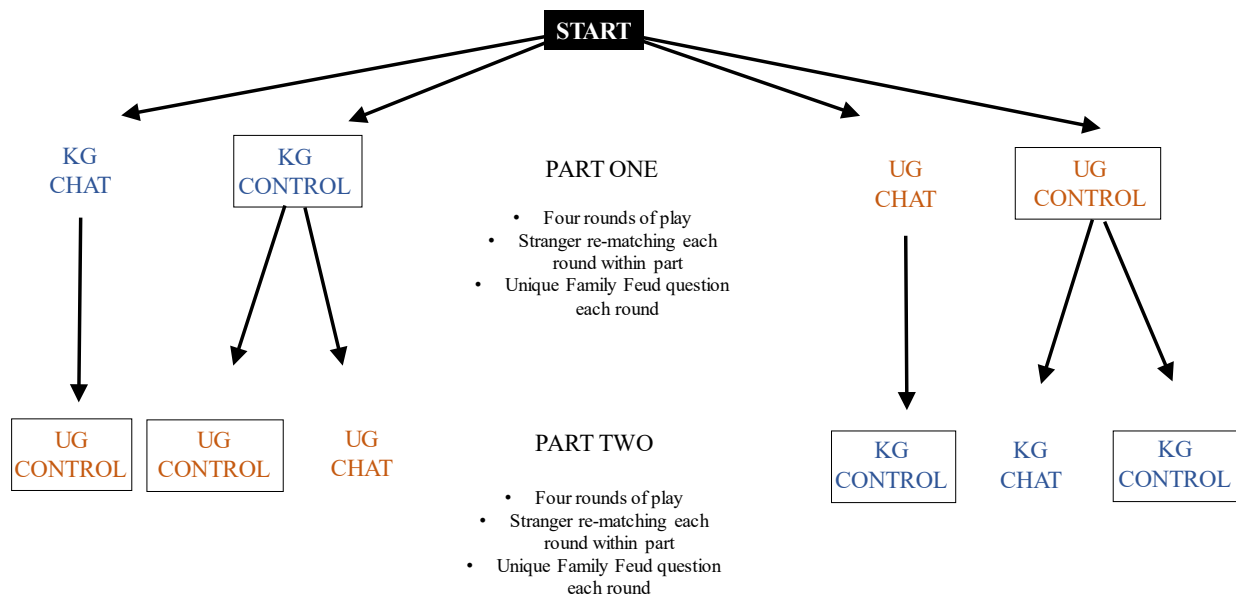 START
KG
CHAT
KG
CONTROL
PART ONE
• Four rounds of play
• Stranger re-matching each
round within part
• Unique Family Feud question
each round
UG
CHAT
UG
CONTROL
UG
CONTROL
UG
CONTROL
UG
CHAT
PART TWO
• Four rounds of play
• Stranger re-matching each
round within part
• Unique Family Feud question
each round
KG
CONTROL
KG
CHAT
KG
CONTROL